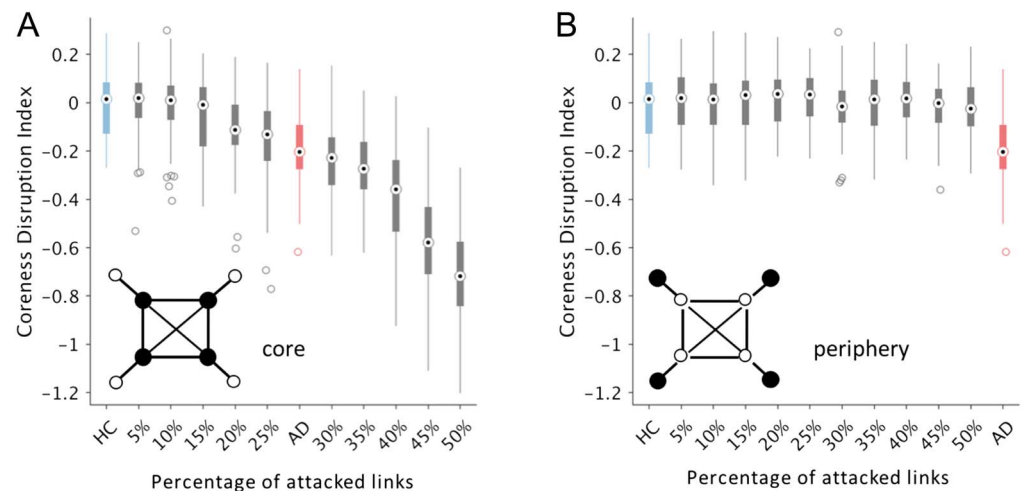 A
Coreness Disruption Index
0.2
0
−0.2
−0.4
−0.6
−0.8
−1
−1.2
core
HC 5% 10% 15% 20% 25% AD 30% 35% 40% 45% 50%
Percentage of attacked links
B
Coreness Disruption Index
0.2
0
−0.2
−0.4
−0.6
−0.8
−1
−1.2
periphery
HC 5% 10% 15% 20% 25% 30% 35% 40% 45% 50% AD
Percentage of attacked links